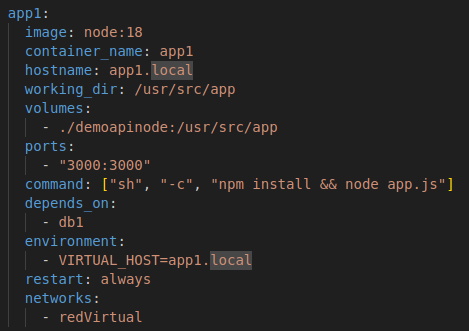 app1:
  image: node:18
  container_name: app1
  hostname: app1.local
  working_dir: /usr/src/app
  volumes:
    - ./demoapinode:/usr/src/app
  ports:
    - "3000:3000"
  command: ["sh", "-c", "npm install && node app.js"]
  depends_on:
    - db1
  environment:
    - VIRTUAL_HOST=app1.local
  restart: always
  networks:
    - redVirtual